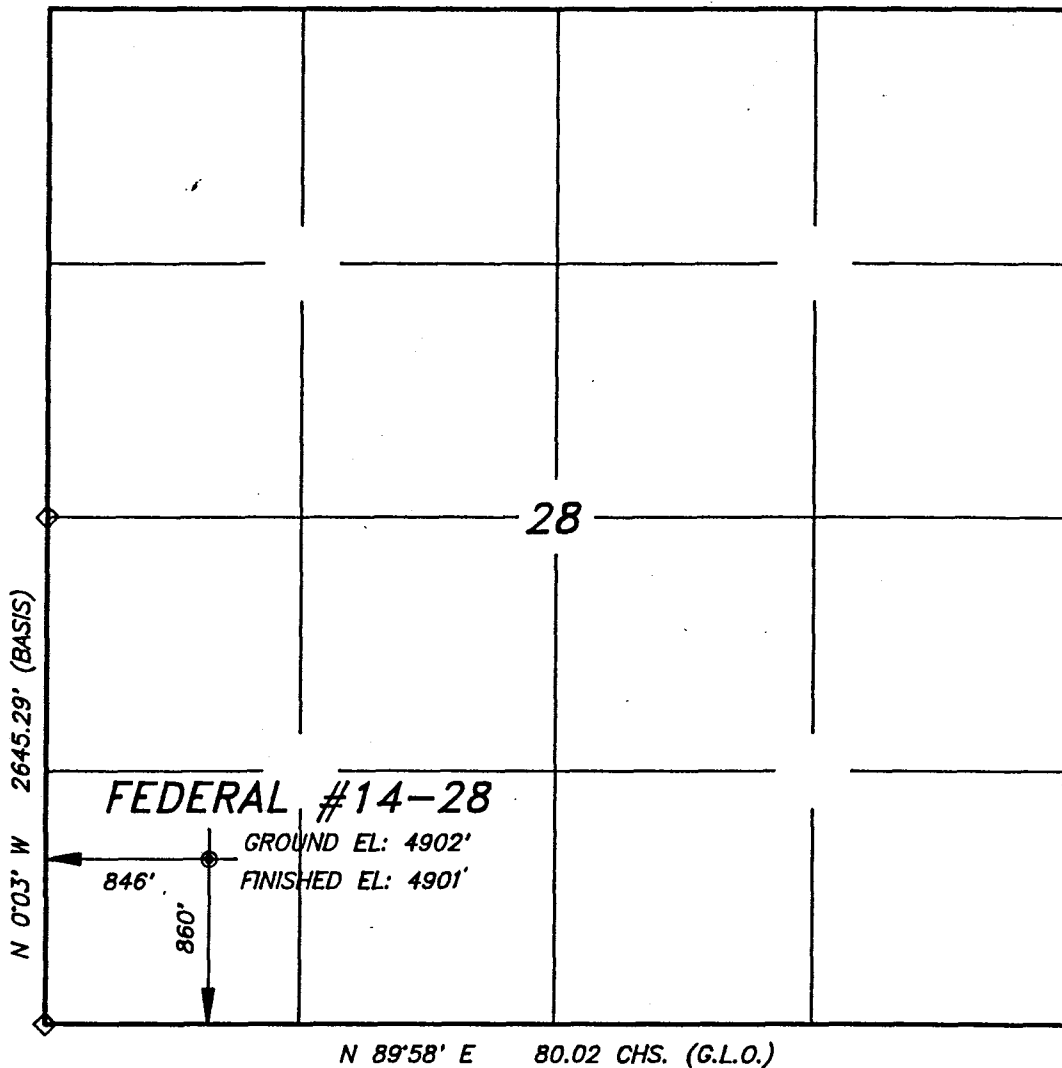 28
N 0°03' W 2645.29' (BASIS)
FEDERAL #14-28
GROUND EL: 4902'
846'
FINISHED EL: 4901'
860'
N 89°58' E 80.02 CHS. (G.L.O.)